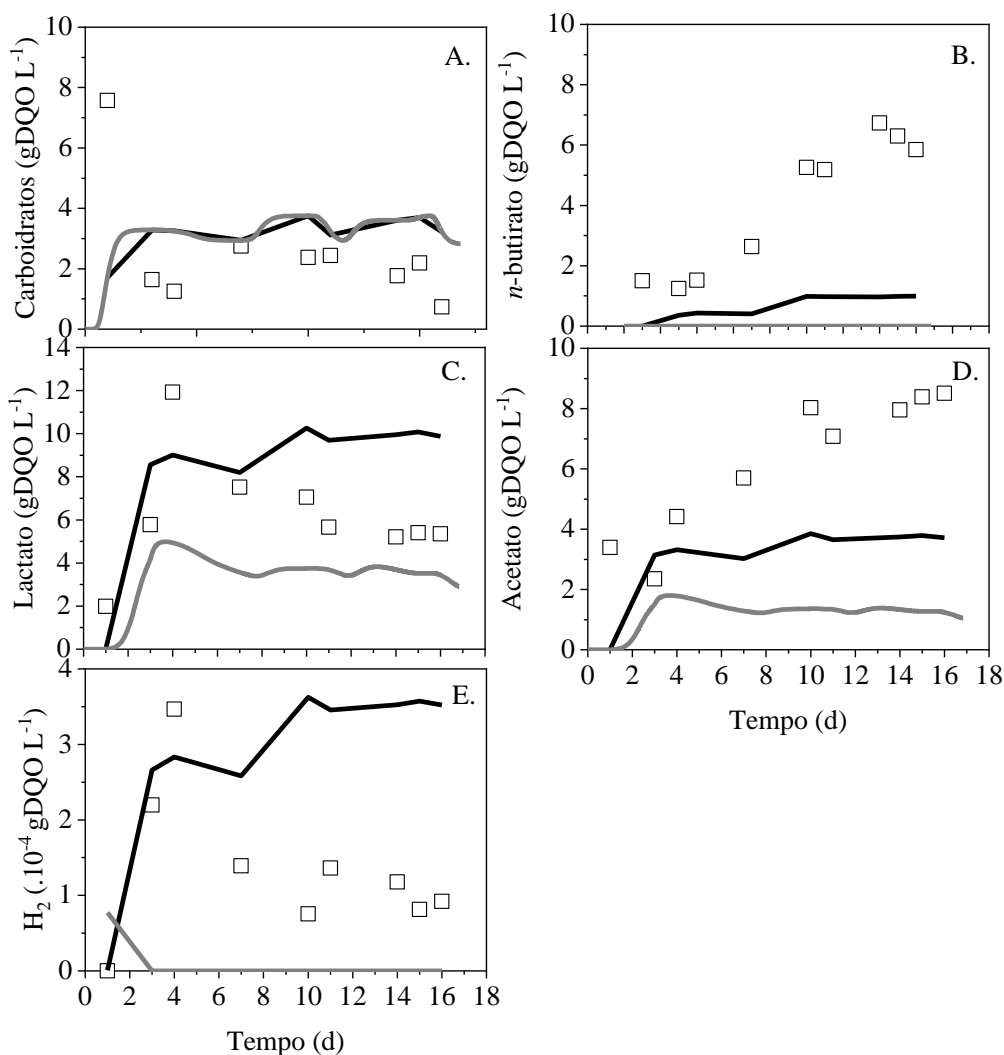 10
8
6
4
2
0
Carboidratos (gDQO L⁻¹)
A.
10
8
6
4
2
0
n-butirato (gDQO L⁻¹)
B.
14
12
10
8
6
4
2
0
Lactato (gDQO L⁻¹)
C.
10
8
6
4
2
0
Acetato (gDQO L⁻¹)
D.
0 2 4 6 8 10 12 14 16 18
Tempo (d)
4
3
2
1
0
H₂ (.10⁻⁴ gDQO L⁻¹)
E.
0 2 4 6 8 10 12 14 16 18
Tempo (d)